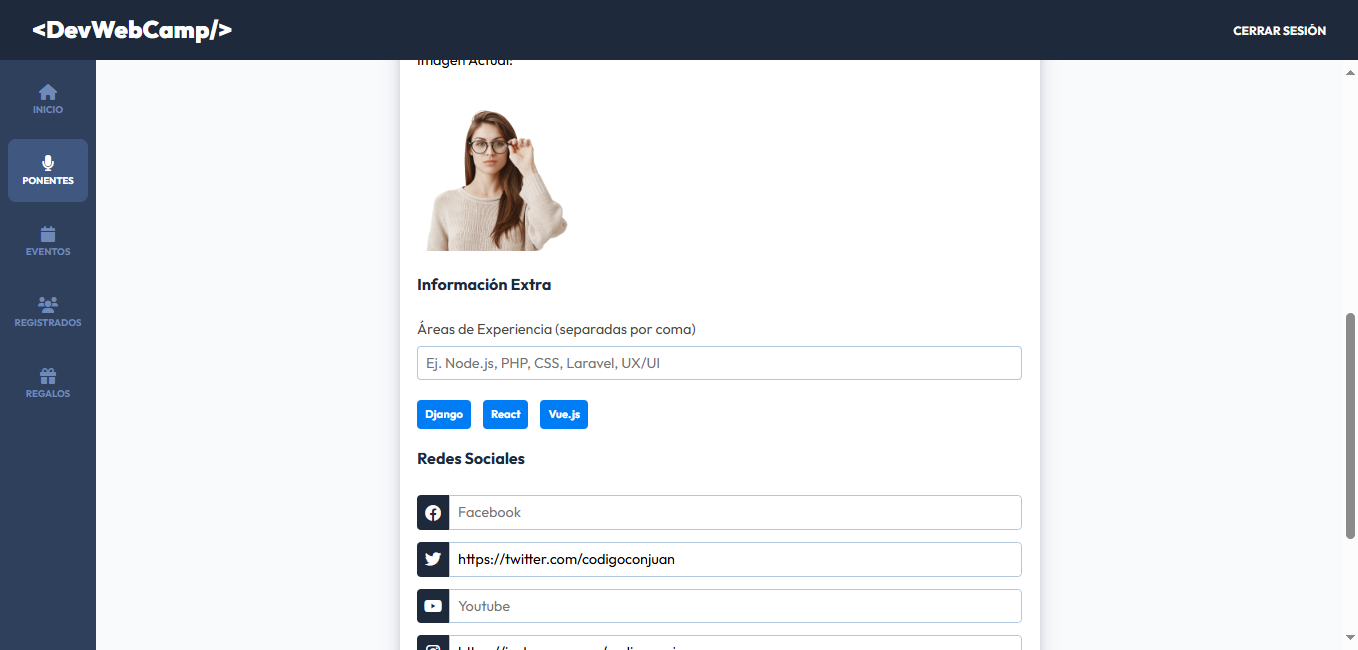 <DevWebCamp/>
CERRAR SESIÓN
INICIO
PONENTES
EVENTOS
REGISTRADOS
REGALOS
Imagen Actual:
Información Extra
Áreas de Experiencia (separadas por coma)
Ej. Node.js, PHP, CSS, Laravel, UX/UI
Django React Vue.js
Redes Sociales
Facebook
https://twitter.com/codigoconjuan
Youtube